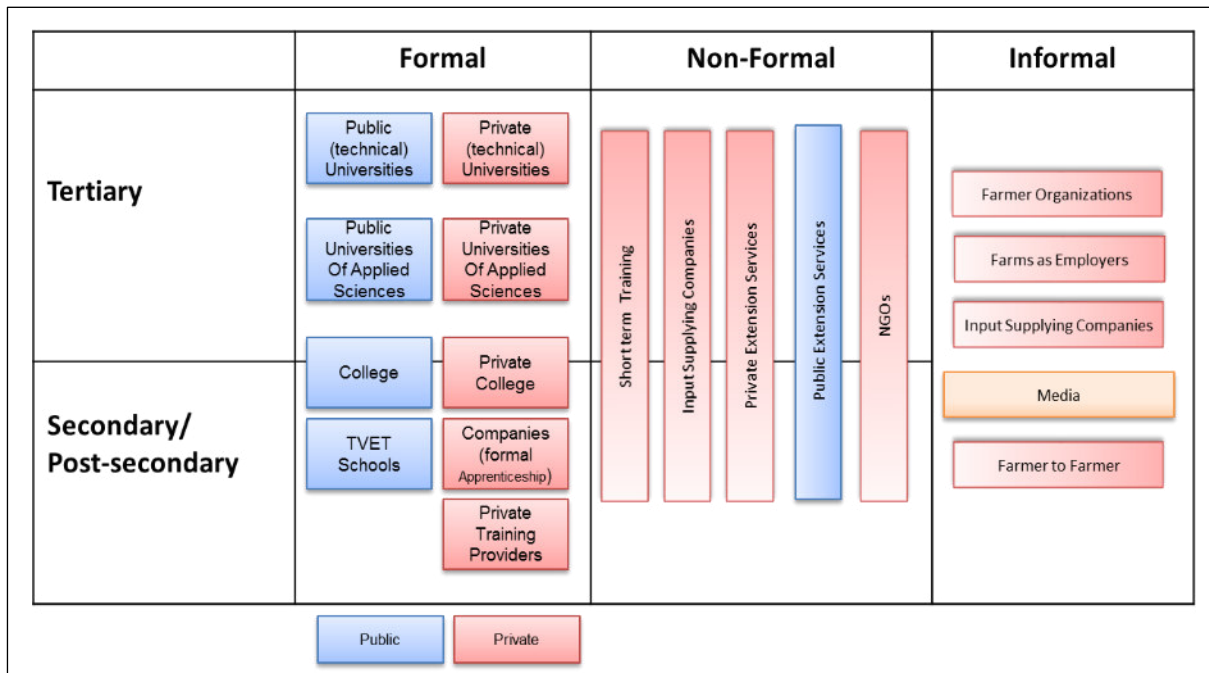 Formal
Non-Formal
Informal
Tertiary
Public
(technical)
Universities
Private
(technical)
Universities
Public
Universities
Of Applied
Sciences
Private
Universities
Of Applied
Sciences
College
Private
College
Secondary/
Post-secondary
TVET
Schools
Companies
(formal
Apprenticeship)
Private
Training
Providers
Short term Training
Input Supplying Companies
Private Extension Services
Public Extension Services
NGOs
Farmer Organizations
Farms as Employers
Input Supplying Companies
Media
Farmer to Farmer
Public
Private